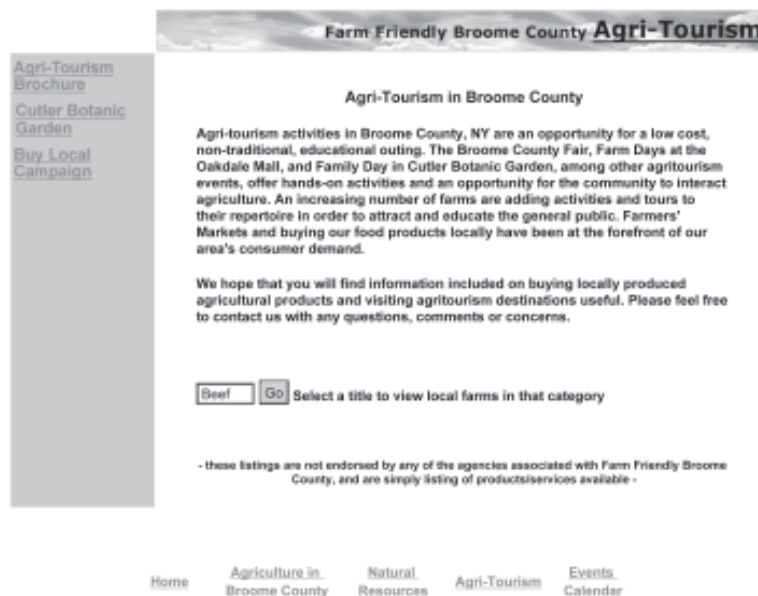 Farm Friendly Broome County Agri-Tourism
Agri-Tourism
Brochure
Cutler Botanic
Garden
Buy Local
Campaign
Agri-Tourism in Broome County
Agri-tourism activities in Broome County, NY are an opportunity for a low cost,
non-traditional, educational outing. The Broome County Fair, Farm Days at the
Oakdale Mall, and Family Day in Cutler Botanic Garden, among other agritourism
events, offer hands-on activities and an opportunity for the community to interact
agriculture. An increasing number of farms are adding activities and tours to
their repertoire in order to attract and educate the general public. Farmers'
Markets and buying our food products locally have been at the forefront of our
area's consumer demand.
We hope that you will find information included on buying locally produced
agricultural products and visiting agritourism destinations useful. Please feel free
to contact us with any questions, comments or concerns.
Beef Go Select a title to view local farms in that category
- these listings are not endorsed by any of the agencies associated with Farm Friendly Broome
County, and are simply listing of products/services available -
Home
Agriculture in
Broome County
Natural
Resources
Agri-Tourism
Events
Calendar